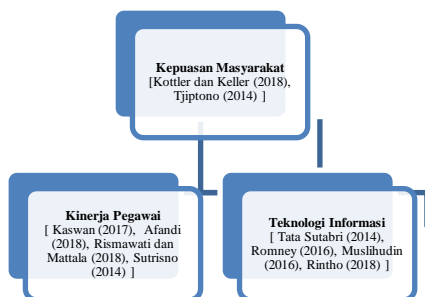 Kepuasan Masyarakat
[Kottler dan Keller (2018),
Tjiptono (2014) ]
Kinerja Pegawai
[ Kaswan (2017), Afandi
(2018), Rismawati dan
Mattala (2018), Sutrisno
(2014) ]
Teknologi Informasi
[ Tata Sutabri (2014),
Romney (2016), Muslihudin
(2016), Rintho (2018) ]